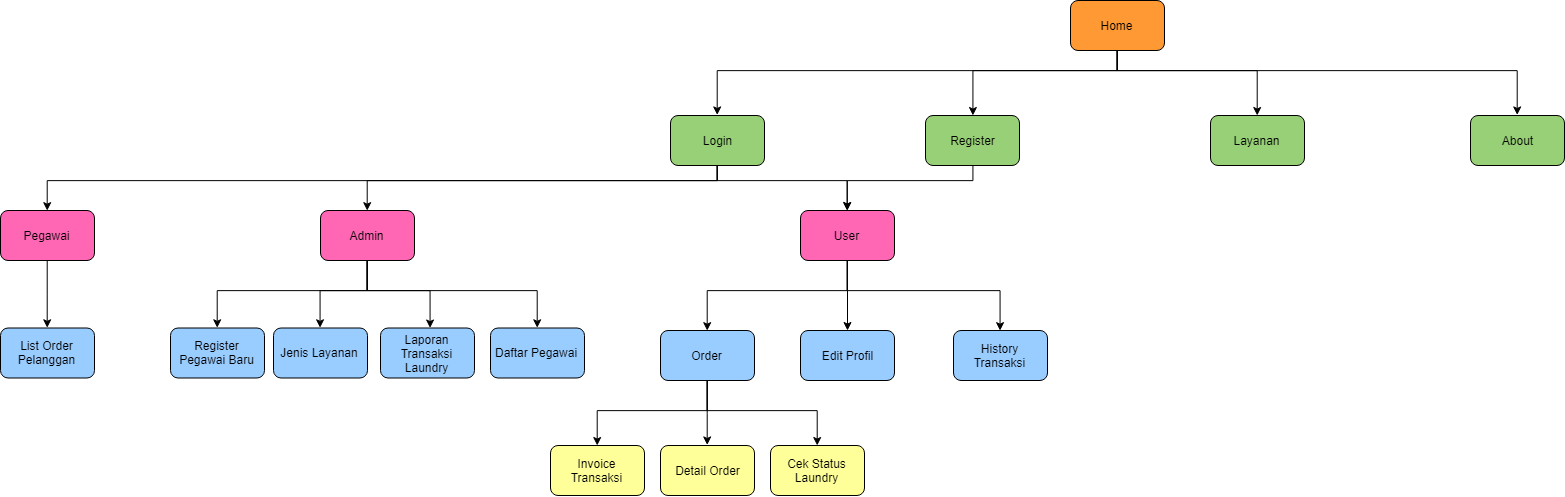 Home
Login
Register
Layanan
About
Pegawai
Admin
User
List Order
Pelanggan
Register
Pegawai Baru
Jenis Layanan
Laporan
Transaksi
Laundry
Daftar Pegawai
Order
Edit Profil
History
Transaksi
Invoice
Transaksi
Detail Order
Cek Status
Laundry